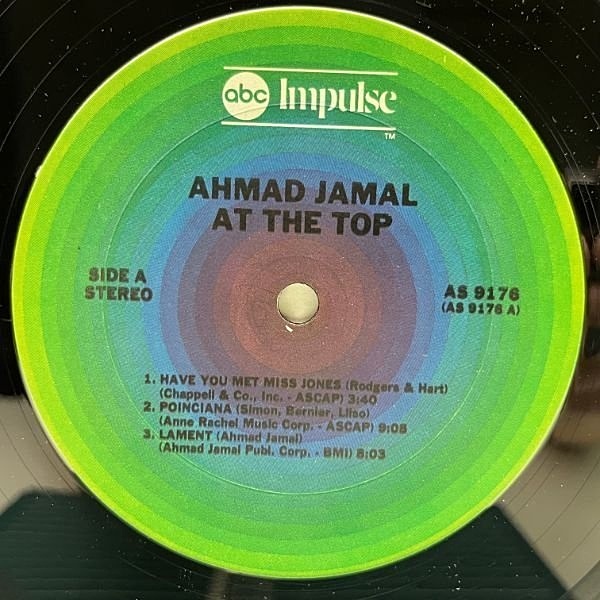 abc Impulse
TM
AHMAD JAMAL
AT THE TOP
SIDE A
STEREO
AS 9176
(AS 9176 A)
1. HAVE YOU MET MISS JONES (Rodgers & Hart)
(Chappell & Co., Inc. - ASCAP) 3:40
2. POINCIANA (Simon, Bernier, Lliso)
(Anne Rachel Music Corp. - ASCAP) 9:08
3. LAMENT (Ahmad Jamal)
(Ahmad Jamal Publ. Corp. - BMI) 8:03